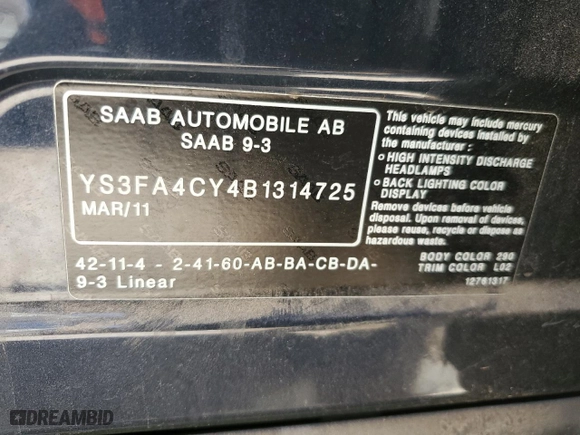 SAAB AUTOMOBILE AB
SAAB 9-3
YS3FA4CY4B1314725
MAR/11
42-11-4 - 2-41-60-AB-BA-CB-DA-
9-3 Linear
This vehicle may include mercury
containing devices installed by
the manufacturer:
o HIGH INTENSITY DISCHARGE
HEADLAMPS
o BACK LIGHTING COLOR
DISPLAY
Remove devices before vehicle
disposal. Upon removal of devices,
please reuse, recycle or dispose as
hazardous waste.
BODY COLOR 290
TRIM COLOR L02
12761317
DREAMBID